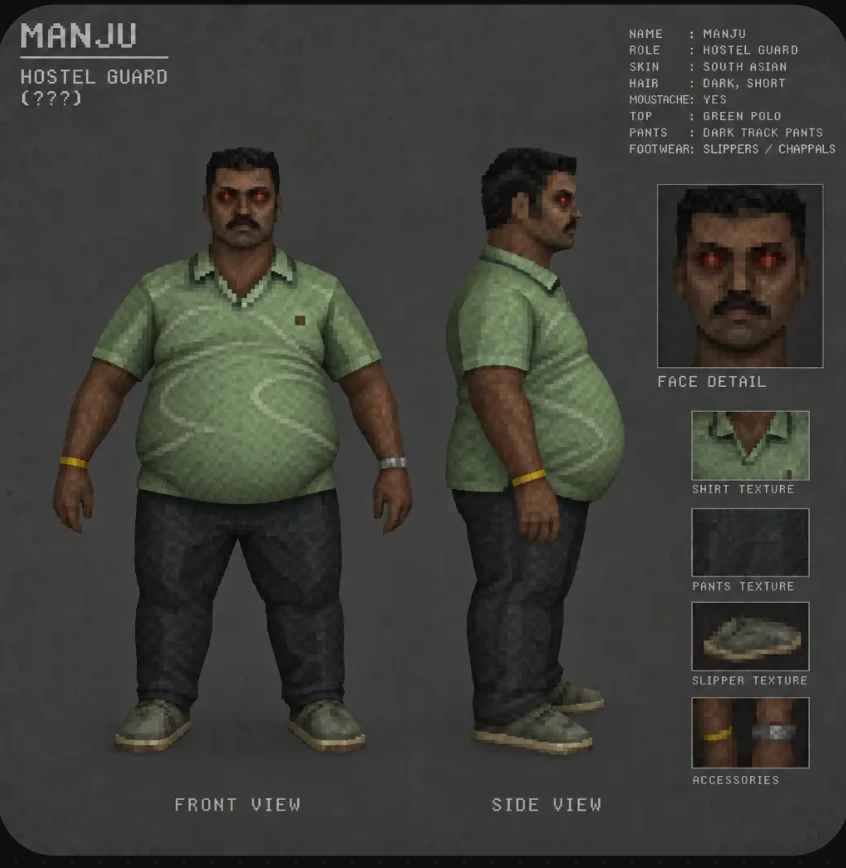 MANJU
HOSTEL GUARD
(???)
NAME : MANJU
ROLE : HOSTEL GUARD
SKIN : SOUTH ASIAN
HAIR : DARK, SHORT
MOUSTACHE: YES
TOP : GREEN POLO
PANTS : DARK TRACK PANTS
FOOTWEAR: SLIPPERS / CHAPPALS
FACE DETAIL
SHIRT TEXTURE
PANTS TEXTURE
SLIPPER TEXTURE
ACCESSORIES
FRONT VIEW
SIDE VIEW